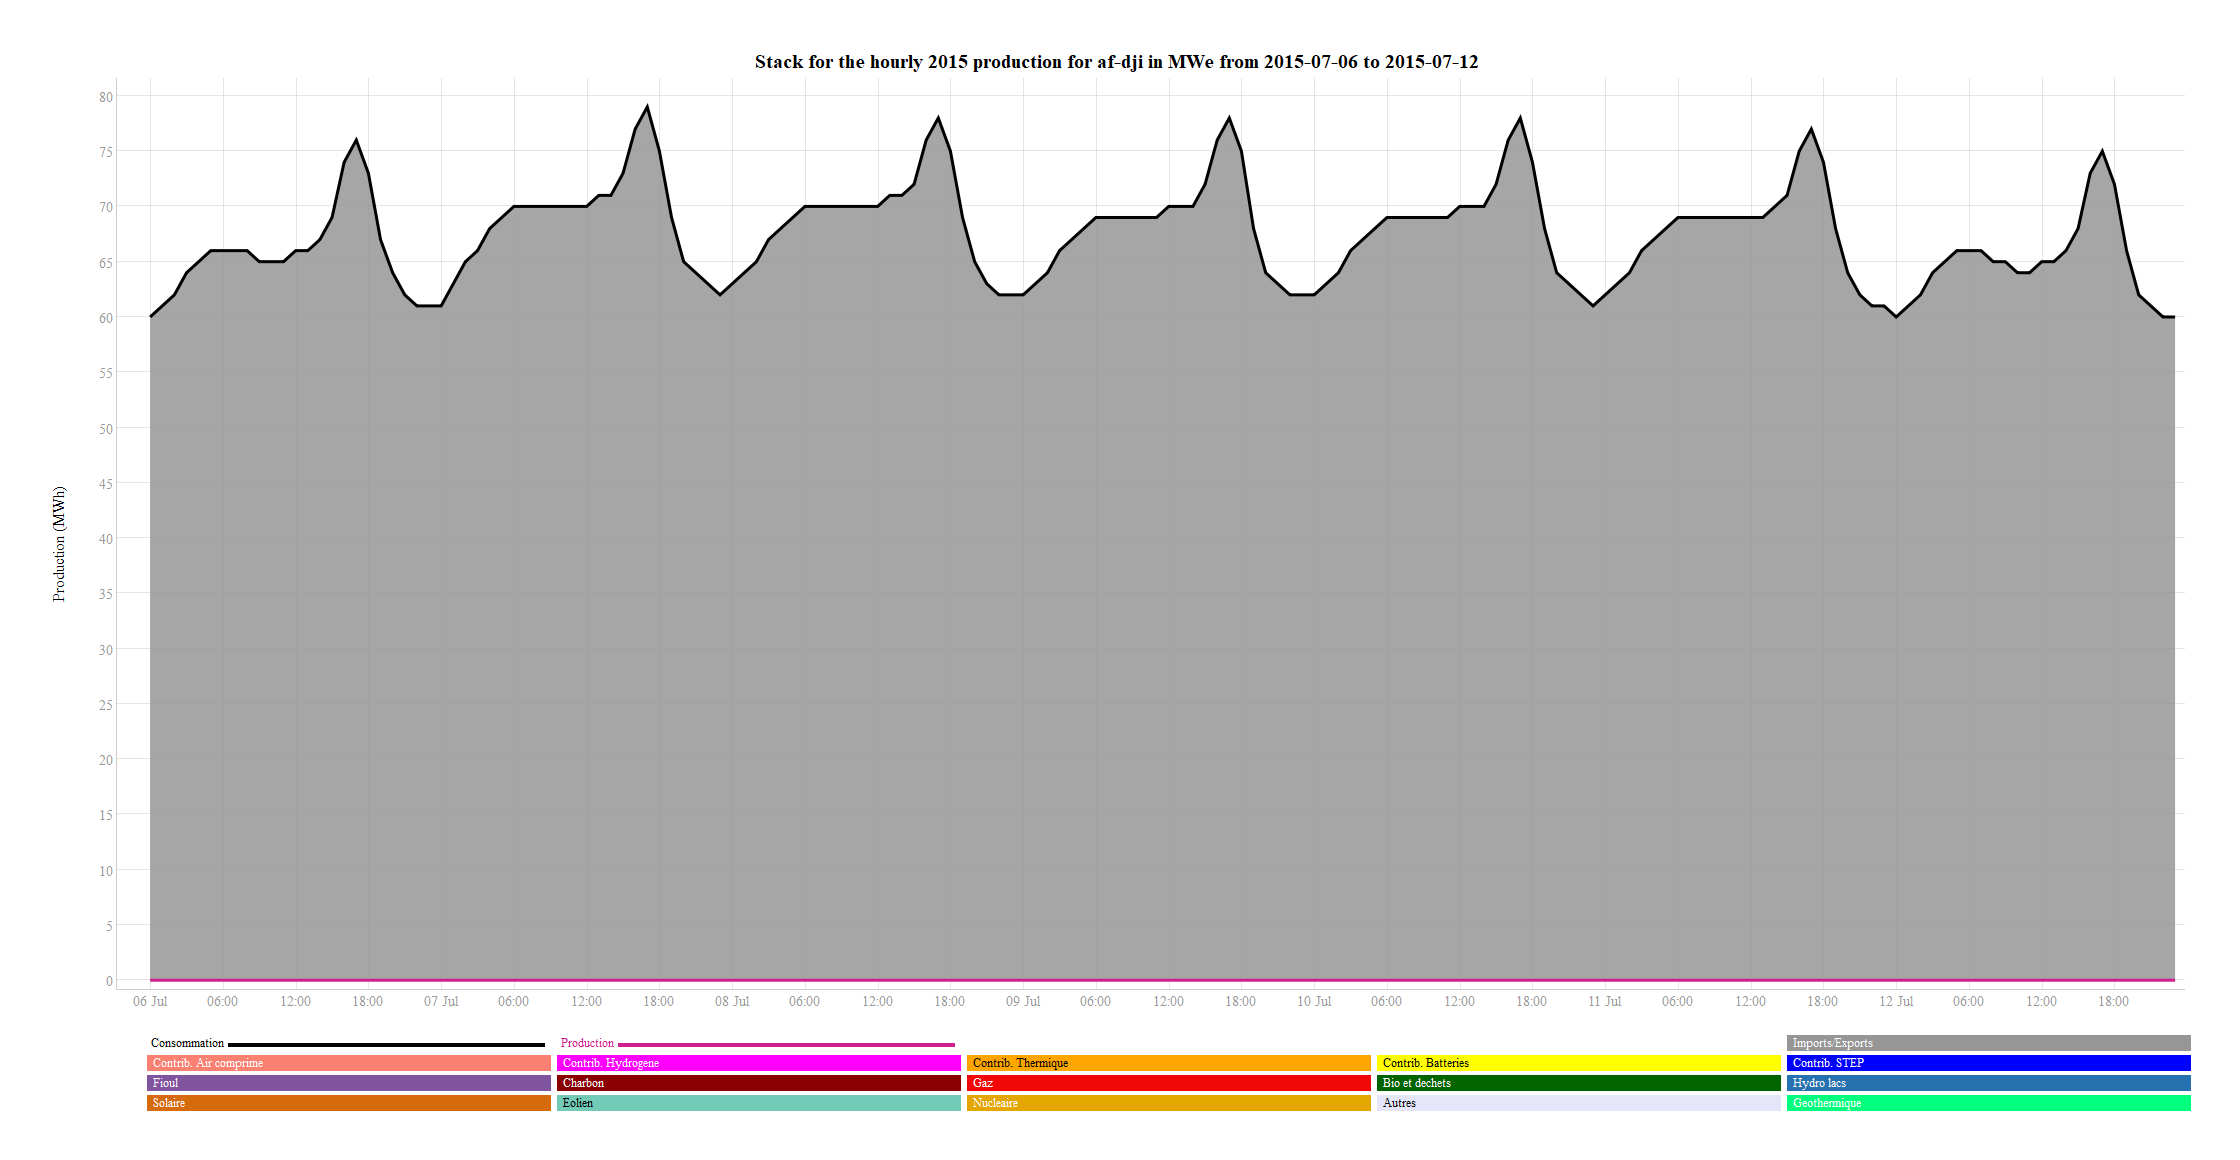 Stack for the hourly 2015 production for af-dji in MWe from 2015-07-06 to 2015-07-12
80
75
70
65
60
55
50
45
40
35
30
25
20
15
10
5
0
Production (MWh)
06 Jul 06:00 12:00 18:00 07 Jul 06:00 12:00 18:00 08 Jul 06:00 12:00 18:00 09 Jul 06:00 12:00 18:00 10 Jul 06:00 12:00 18:00 11 Jul 06:00 12:00 18:00 12 Jul 06:00 12:00 18:00
Consommation Production Imports/Exports
Contrib. Air comprime Contrib. Hydrogene Contrib. Thermique Contrib. Batteries Contrib. STEP
Fioul Charbon Gaz Bio et dechets Hydro lacs
Solaire Eolien Nucleaire Autres Geothermique